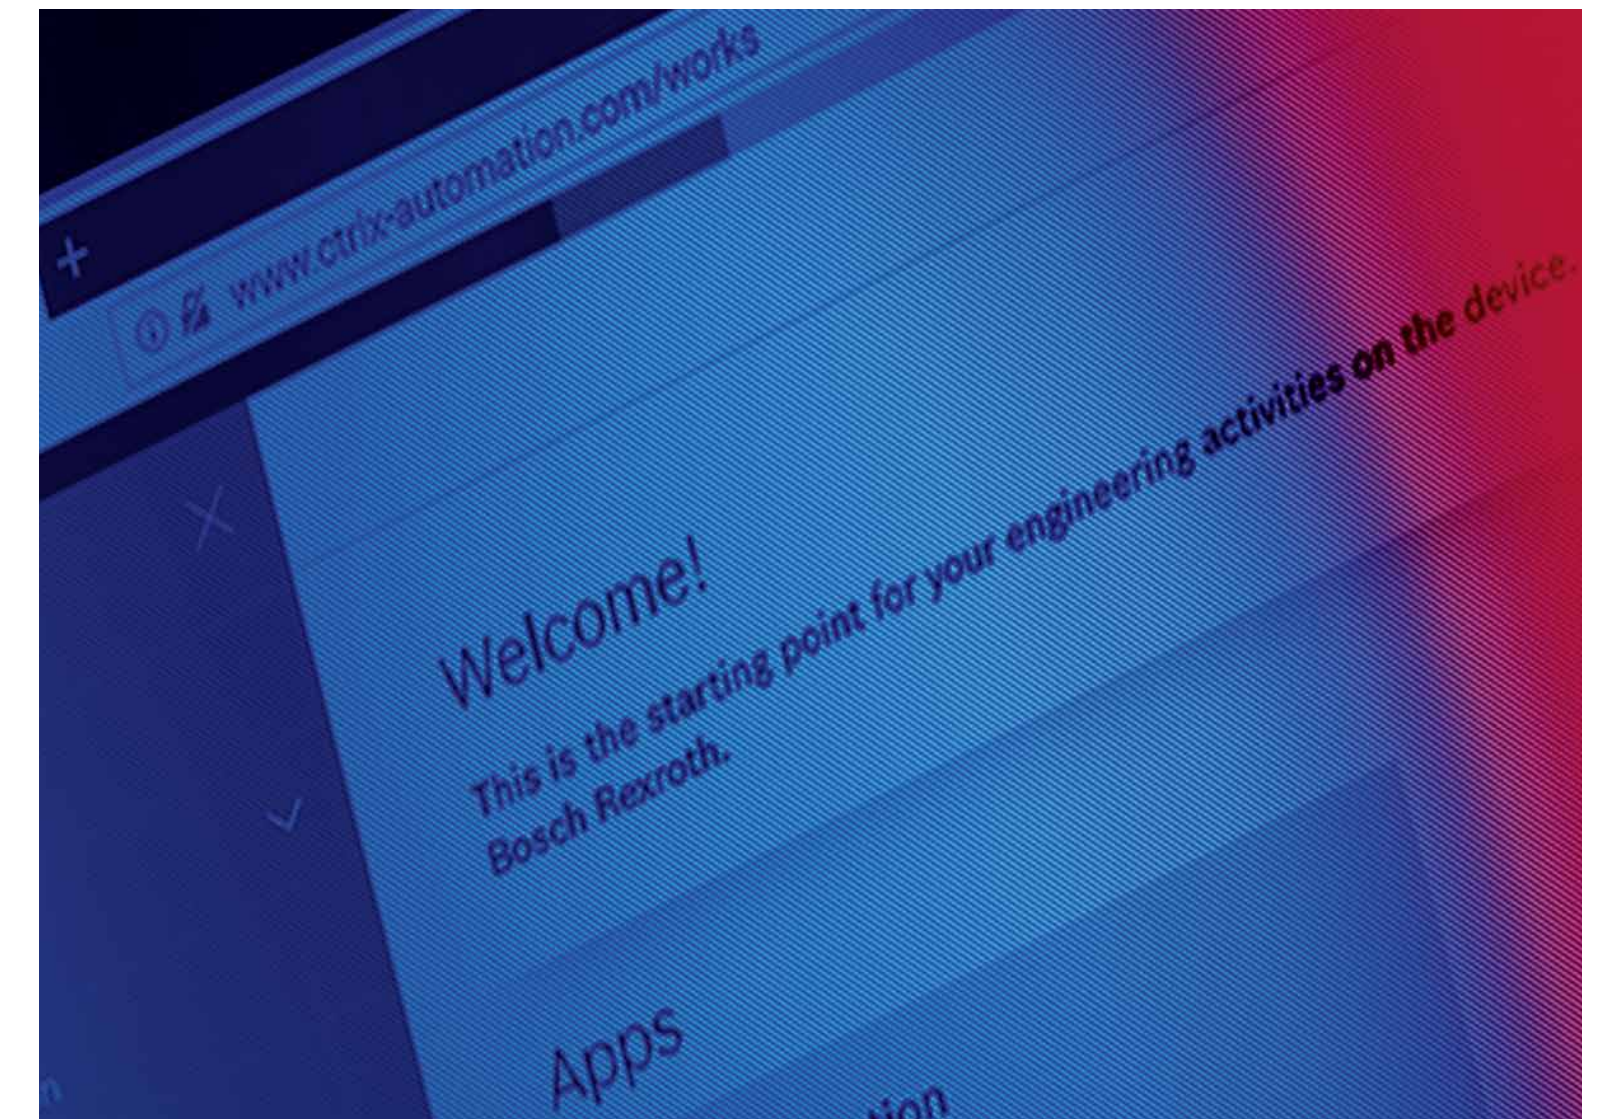 www.ctrlx-automation.com/works
Welcome!
This is the starting point for your engineering activities on the device.
Bosch Rexroth.
Apps